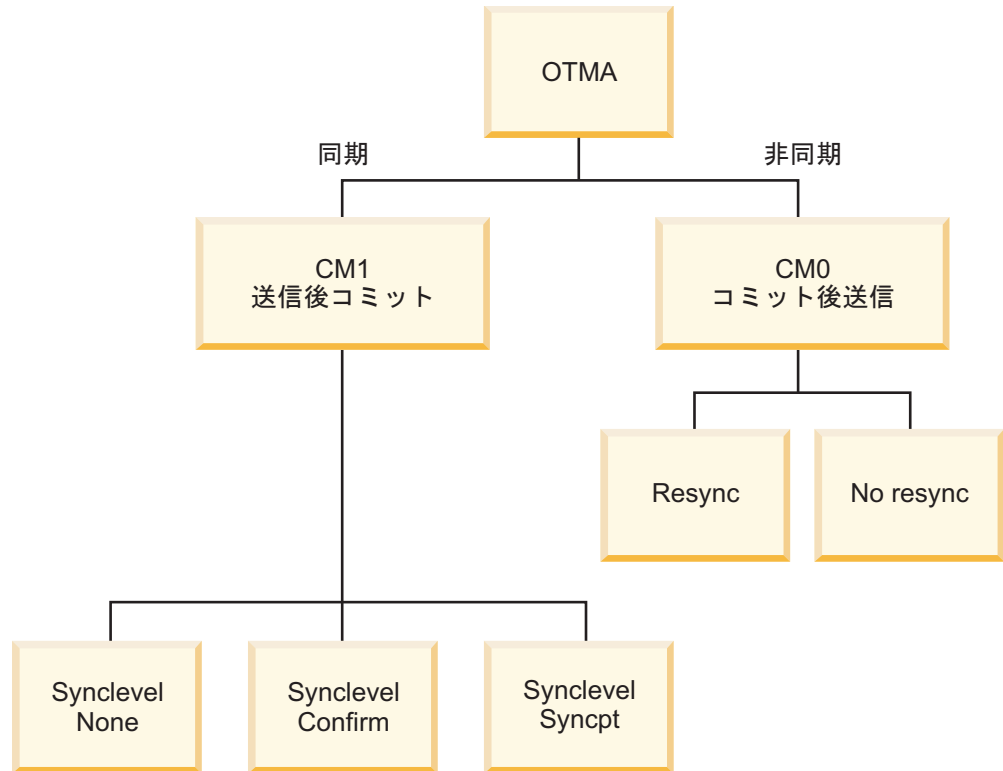 OTMA
同期
非同期
CM1
送信後コミット
CM0
コミット後送信
Resync
No resync
Synclevel
None
Synclevel
Confirm
Synclevel
Syncpt